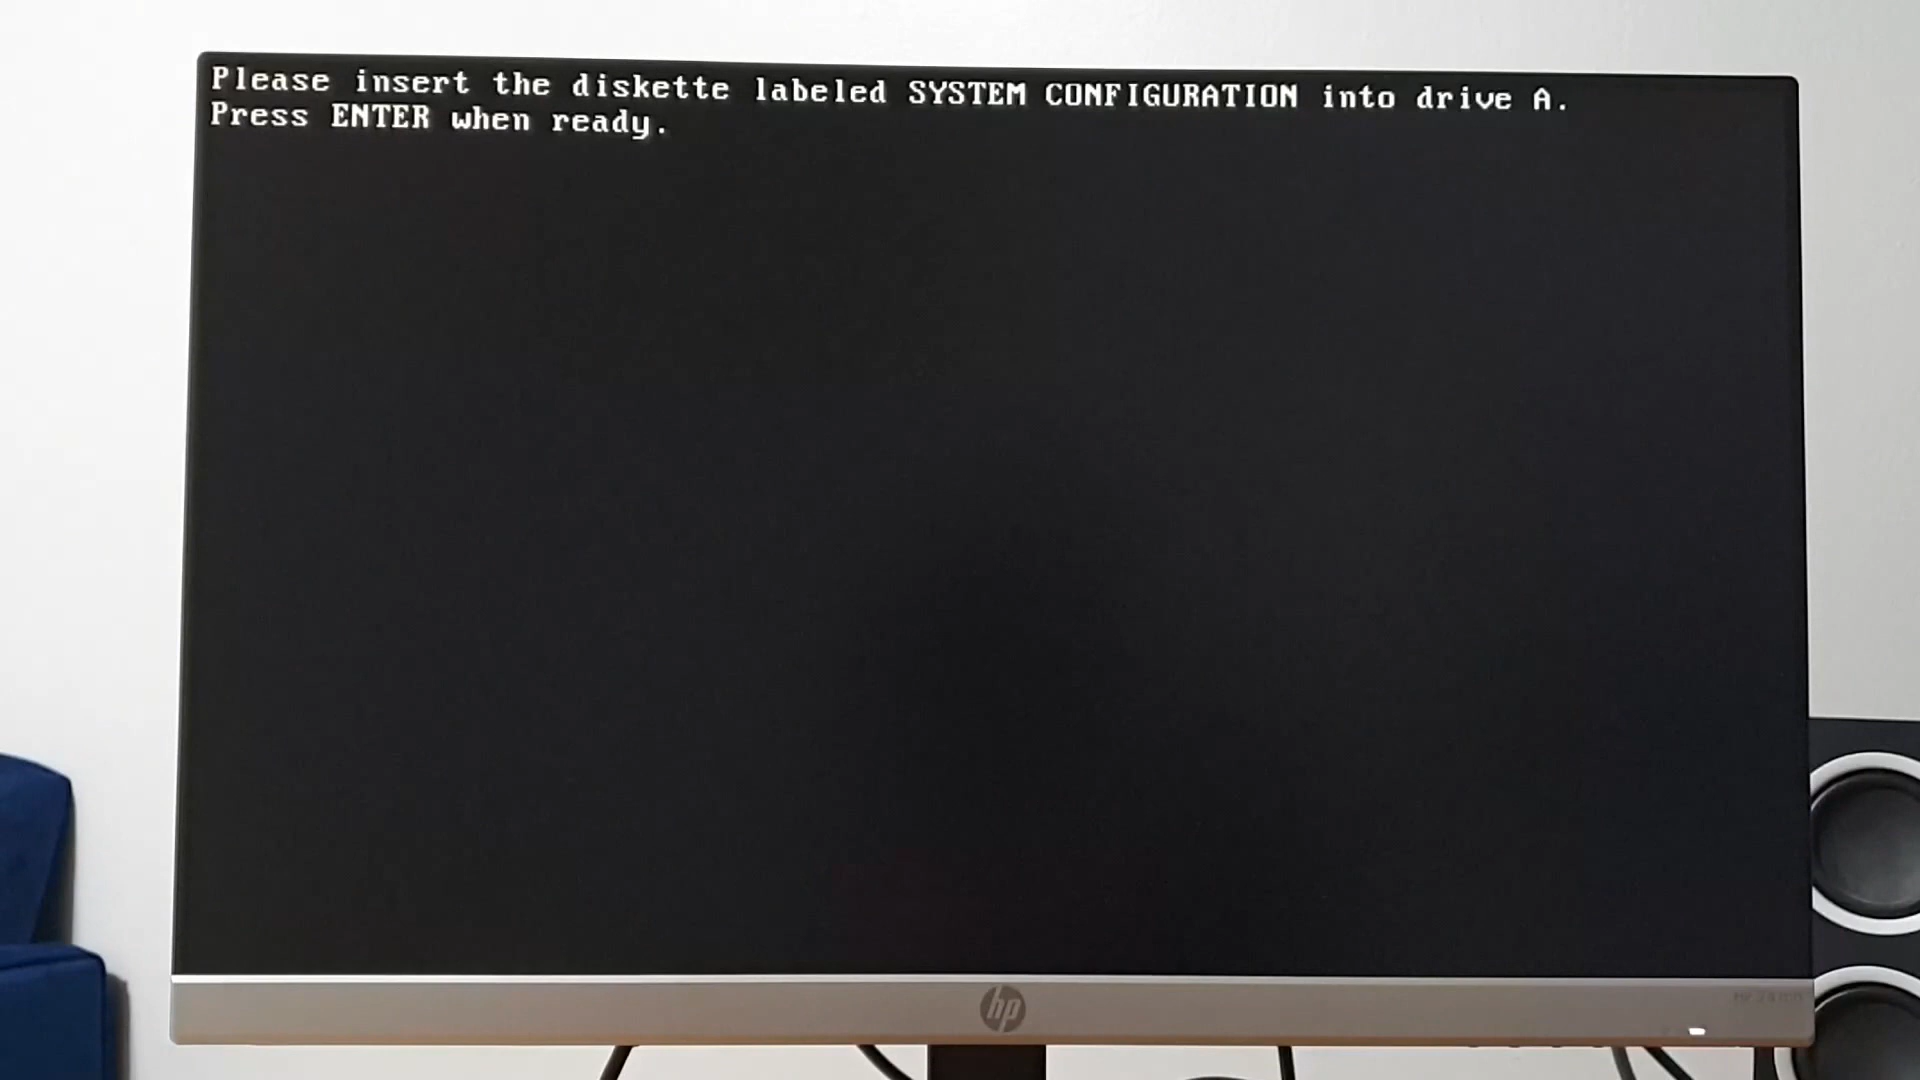 Please insert the diskette labeled SYSTEM CONFIGURATION into drive A.
Press ENTER when ready.
hp